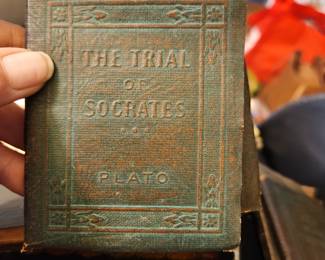 THE TRIAL
OF
SOCRATES
PLATO